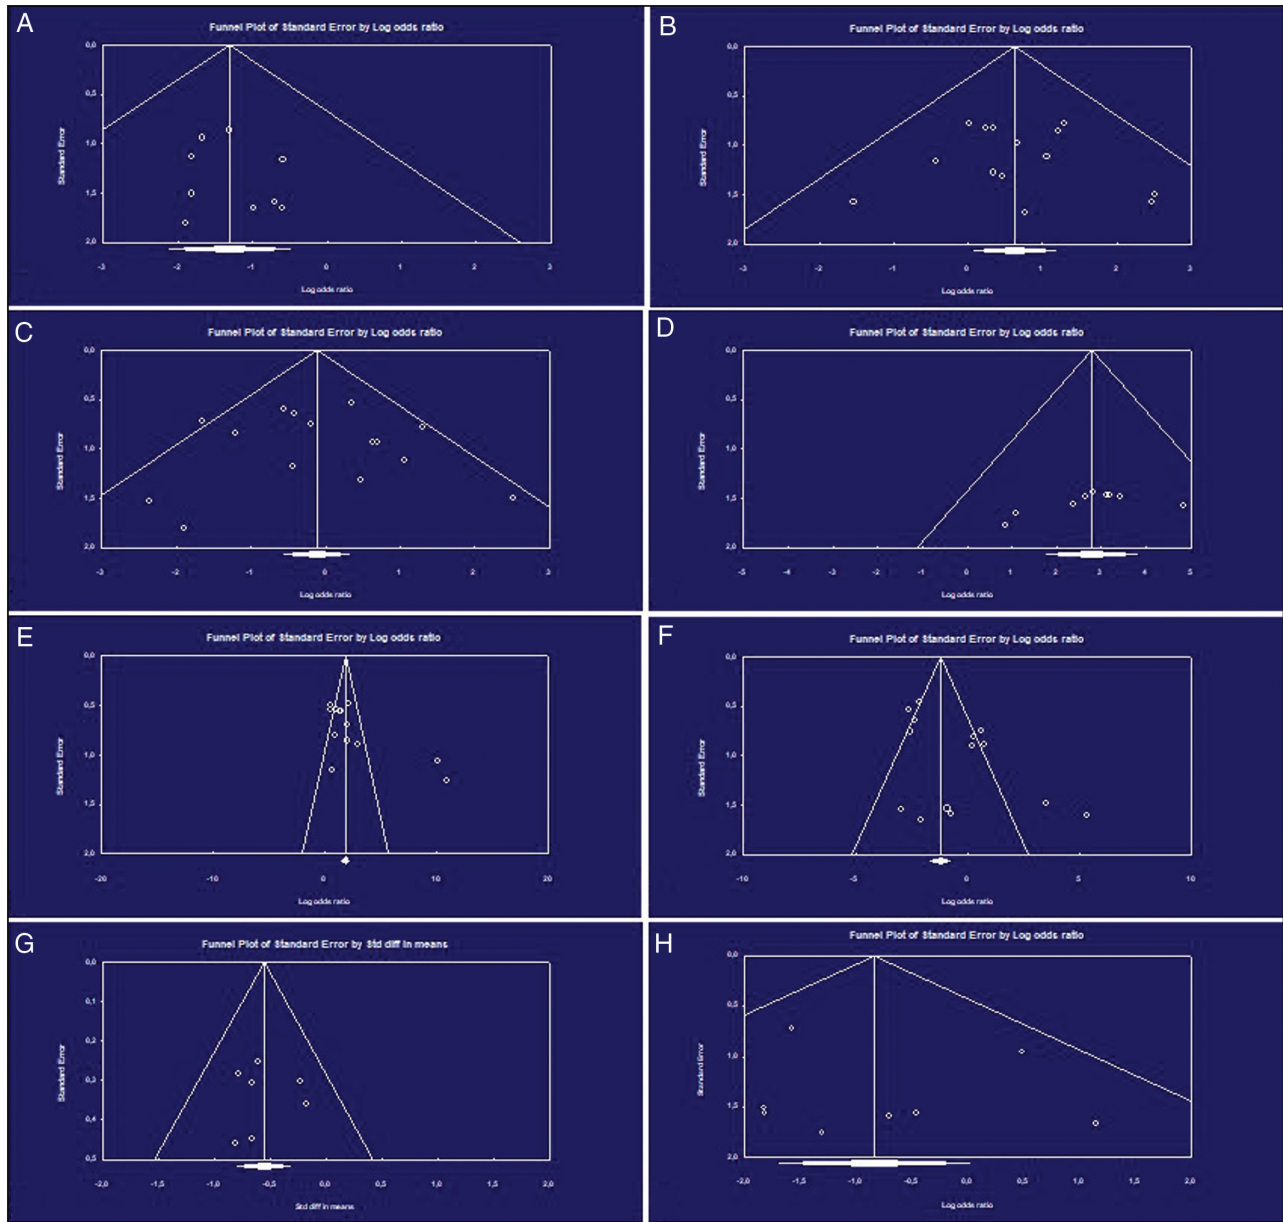 A
Funnel Plot of Standard Error by Log odds ratio
0,0
0,5
1,0
1,5
2,0
Standard Error
-3 -2 -1 0 1 2 3
Log odds ratio
B
Funnel Plot of Standard Error by Log odds ratio
0,0
0,5
1,0
1,5
2,0
Standard Error
-3 -2 -1 0 1 2 3
Log odds ratio
C
Funnel Plot of Standard Error by Log odds ratio
0,0
0,5
1,0
1,5
2,0
Standard Error
-3 -2 -1 0 1 2 3
Log odds ratio
D
Funnel Plot of Standard Error by Log odds ratio
0,0
0,5
1,0
1,5
2,0
Standard Error
-5 -4 -3 -2 -1 0 1 2 3 4 5
Log odds ratio
E
Funnel Plot of Standard Error by Log odds ratio
0,0
0,5
1,0
1,5
2,0
Standard Error
-20 -10 0 10 20
Log odds ratio
F
Funnel Plot of Standard Error by Log odds ratio
0,0
0,5
1,0
1,5
2,0
Standard Error
-10 -5 0 5 10
Log odds ratio
G
Funnel Plot of Standard Error by Std diff in means
0,0
0,1
0,2
0,3
0,4
0,5
Standard Error
-2,0 -1,5 -1,0 -0,5 0,0 0,5 1,0 1,5 2,0
Std diff in means
H
Funnel Plot of Standard Error by Log odds ratio
0,0
0,5
1,0
1,5
2,0
Standard Error
-2,0 -1,5 -1,0 -0,5 0,0 0,5 1,0 1,5 2,0
Log odds ratio